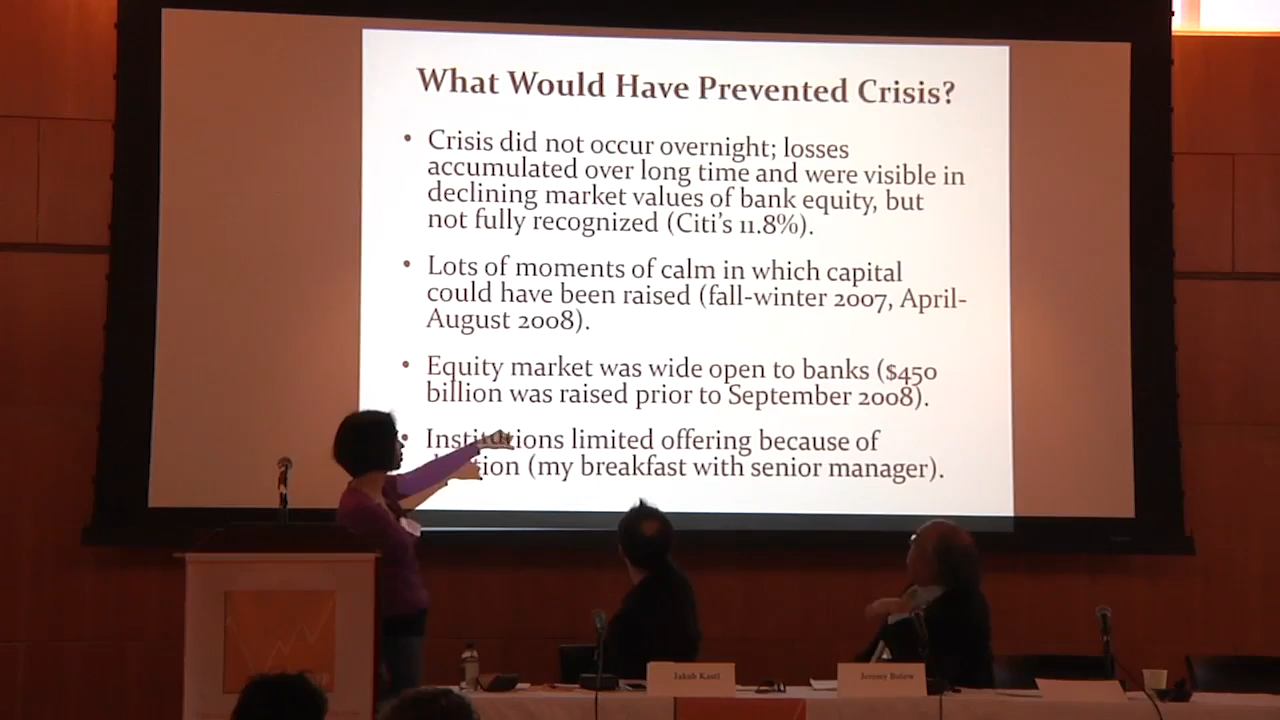 What Would Have Prevented Crisis?
• Crisis did not occur overnight; losses
accumulated over long time and were visible in
declining market values of bank equity, but
not fully recognized (Citi's 11.8%).
• Lots of moments of calm in which capital
could have been raised (fall-winter 2007, April-
August 2008).
• Equity market was wide open to banks ($450
billion was raised prior to September 2008).
• Institutions limited offering because of
(my breakfast with senior manager).
Jakub Kastl
Jeremy Bulow